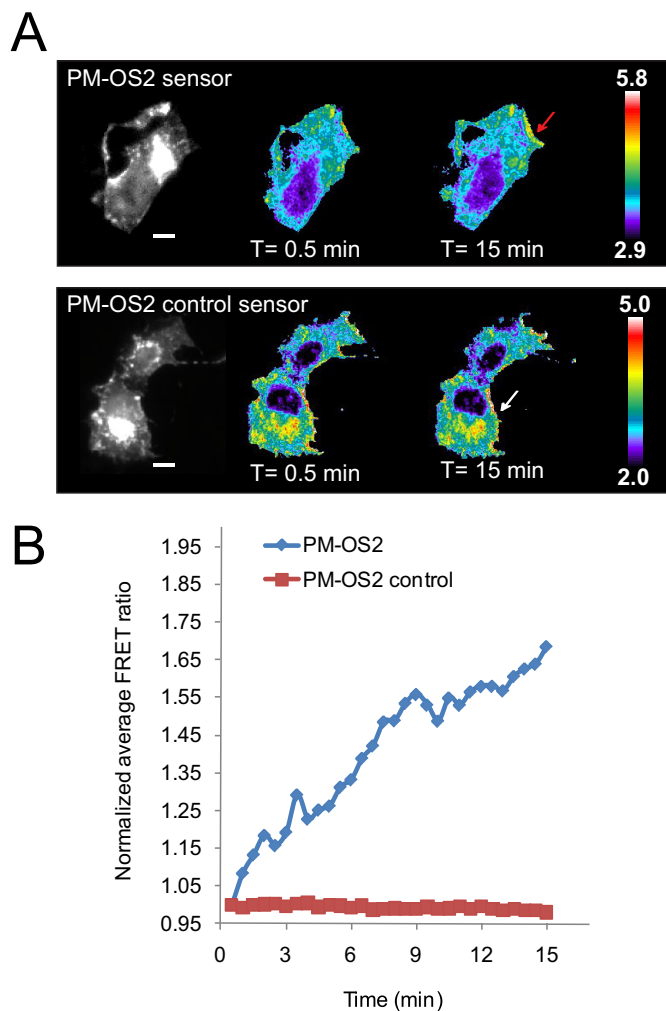 A
PM-OS2 sensor
5.8
T= 0.5 min
T= 15 min
2.9
PM-OS2 control sensor
5.0
T= 0.5 min
T= 15 min
2.0
B
PM-OS2
PM-OS2 control
Normalized average FRET ratio
1.95
1.85
1.75
1.65
1.55
1.45
1.35
1.25
1.15
1.05
0.95
0 3 6 9 12 15
Time (min)